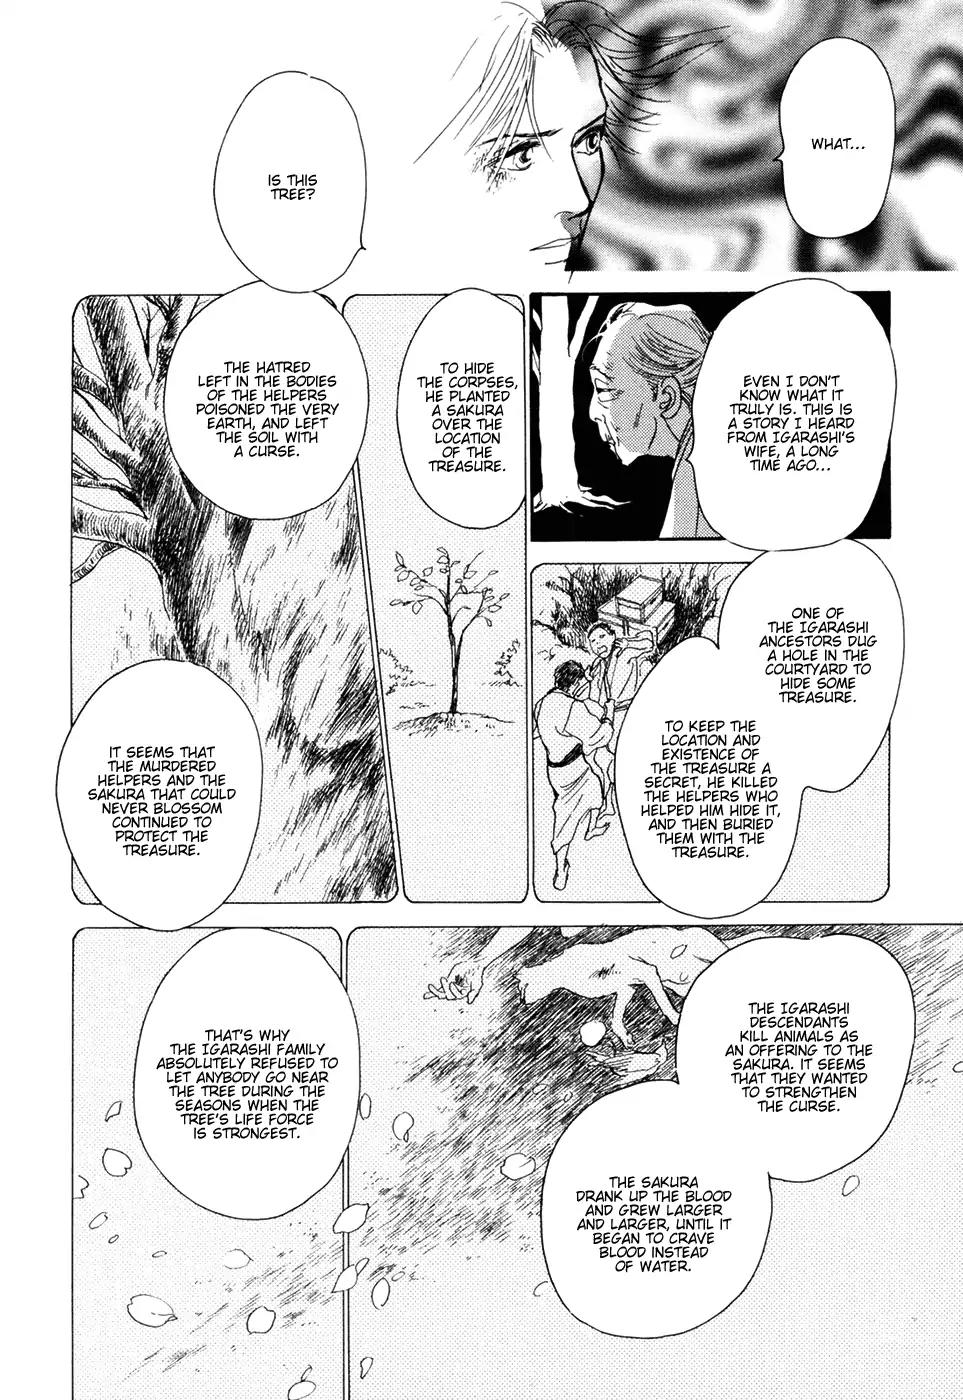 WHAT...
IS THIS
TREE?
EVEN I DON'T
KNOW WHAT IT
TRULY IS. THIS IS
A STORY I HEARD
FROM IGARASHI'S
WIFE, A LONG
TIME AGO...
ONE OF
THE IGARASHI
ANCESTORS DUG
A HOLE IN THE
COURTYARD TO
HIDE SOME
TREASURE.
TO KEEP THE
LOCATION AND
EXISTENCE OF
THE TREASURE A
SECRET, HE KILLED
THE HELPERS WHO
HELPED HIM HIDE IT,
AND THEN BURIED
THEM WITH THE
TREASURE.
TO HIDE
THE CORPSES,
HE PLANTED
A SAKURA
OVER THE
LOCATION
OF THE
TREASURE.
THE HATRED
LEFT IN THE BODIES
OF THE HELPERS
POISONED THE VERY
EARTH, AND LEFT
THE SOIL WITH
A CURSE.
IT SEEMS THAT
THE MURDERED
HELPERS AND THE
SAKURA THAT COULD
NEVER BLOSSOM
CONTINUED TO
PROTECT THE
TREASURE.
THE IGARASHI
DESCENDANTS
KILL ANIMALS AS
AN OFFERING TO THE
SAKURA. IT SEEMS
THAT THEY WANTED
TO STRENGTHEN
THE CURSE.
THE SAKURA
DRANK UP THE BLOOD
AND GREW LARGER
AND LARGER, UNTIL IT
BEGAN TO CRAVE
BLOOD INSTEAD
OF WATER.
THAT'S WHY
THE IGARASHI FAMILY
ABSOLUTELY REFUSED TO
LET ANYBODY GO NEAR
THE TREE DURING THE
SEASONS WHEN THE
TREE'S LIFE FORCE
IS STRONGEST.